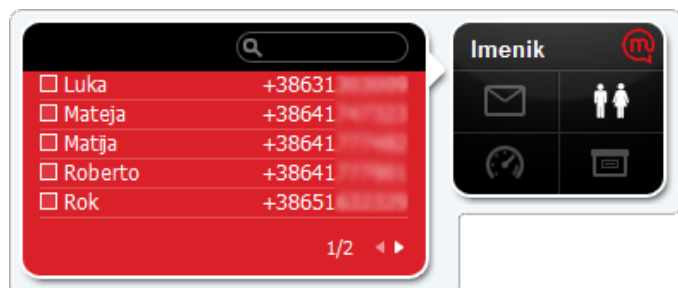 Imenik
Luka +38631
Mateja +38641
Matija +38641
Roberto +38641
Rok +38651
1/2